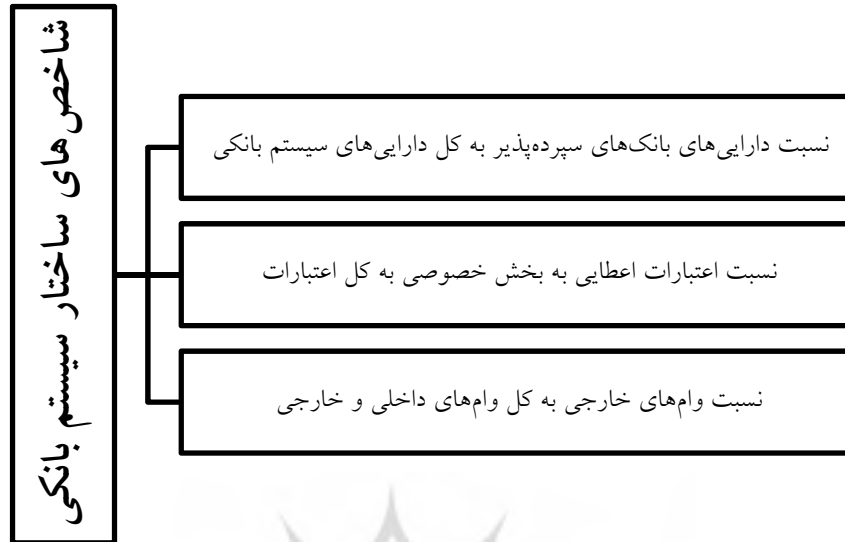 شاخص‌های ساختار سیستم بانکی
نسبت دارایی‌های بانک‌های سپرده‌پذیر به کل دارایی‌های سیستم بانکی
نسبت اعتبارات اعطایی به بخش خصوصی به کل اعتبارات
نسبت وام‌های خارجی به کل وام‌های داخلی و خارجی